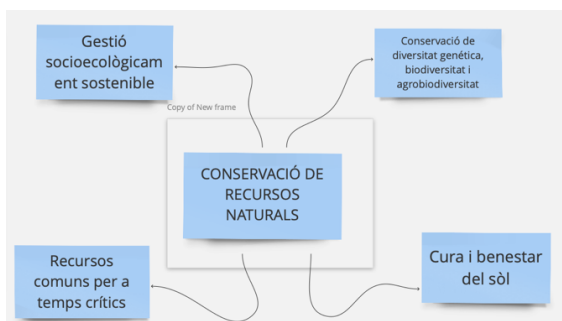 Gestió
socioecològicam
ent sostenible
Conservació de
diversitat genética,
biodiversitat i
agrobiodiversitat
Copy of New frame
CONSERVACIÓ DE
RECURSOS
NATURALS
Recursos
comuns per a
temps crítics
Cura i benestar
del sòl